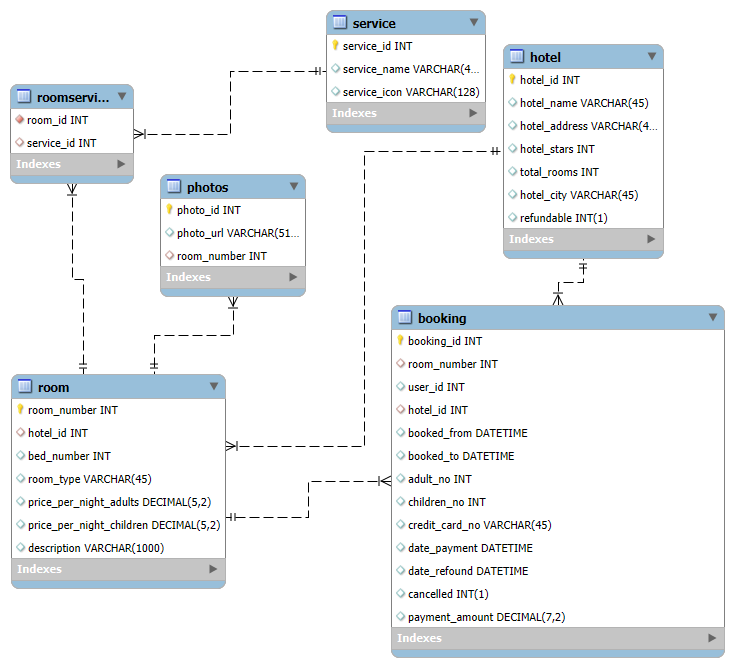 service
service_id INT
service_name VARCHAR(4...
service_icon VARCHAR(128)
Indexes
hotel
hotel_id INT
hotel_name VARCHAR(45)
hotel_address VARCHAR(4...
hotel_stars INT
total_rooms INT
hotel_city VARCHAR(45)
refundable INT(1)
Indexes
roomservi...
room_id INT
service_id INT
Indexes
photos
photo_id INT
photo_url VARCHAR(51...
room_number INT
Indexes
room
room_number INT
hotel_id INT
bed_number INT
room_type VARCHAR(45)
price_per_night_adults DECIMAL(5,2)
price_per_night_children DECIMAL(5,2)
description VARCHAR(1000)
Indexes
booking
booking_id INT
room_number INT
user_id INT
hotel_id INT
booked_from DATETIME
booked_to DATETIME
adult_no INT
children_no INT
credit_card_no VARCHAR(45)
date_payment DATETIME
date_refound DATETIME
cancelled INT(1)
payment_amount DECIMAL(7,2)
Indexes